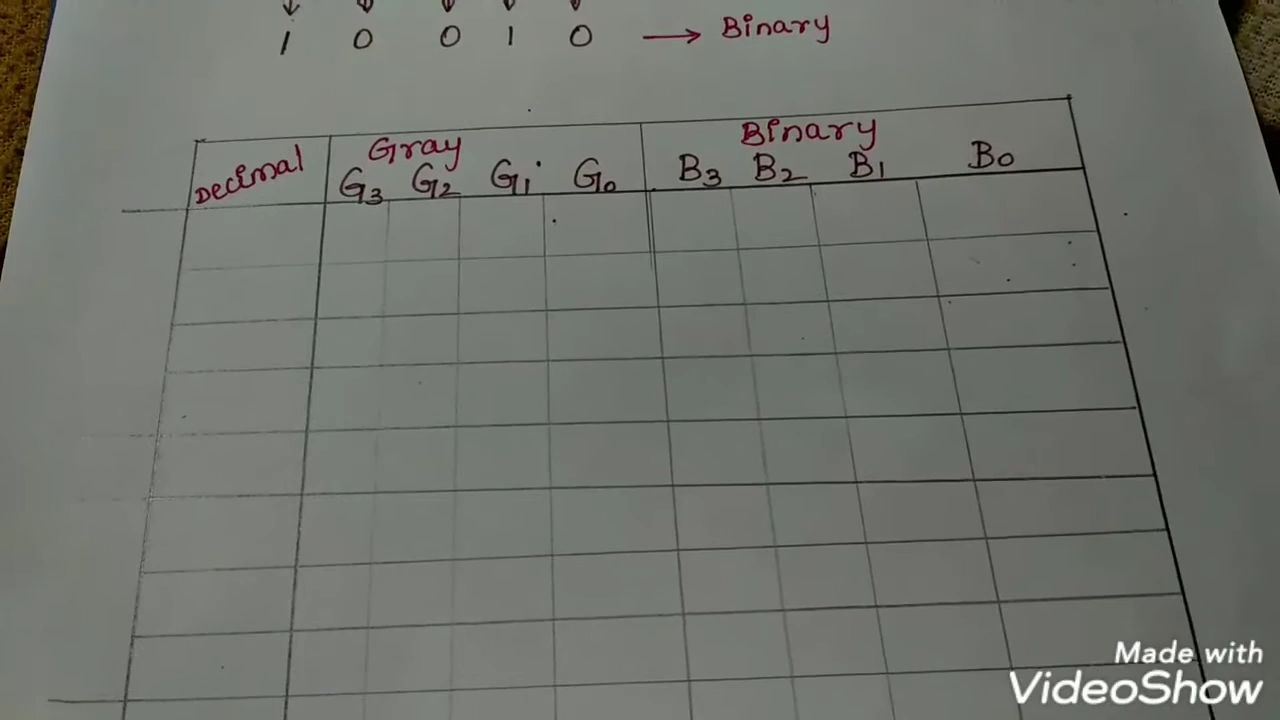 1 0 0 1 0 → Binary
Decimal Gray Binary
G3 G2 G1 G0 B3 B2 B1 B0
Made with
VideoShow